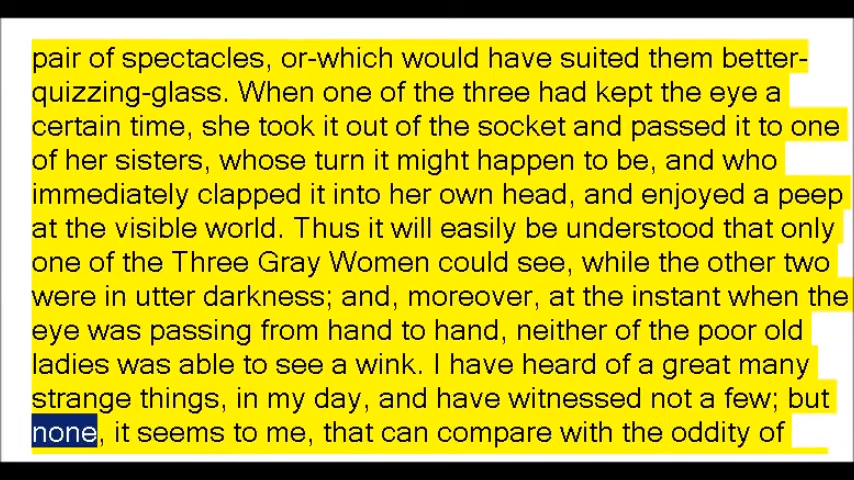 pair of spectacles, or-which would have suited them better-
quizzing-glass. When one of the three had kept the eye a
certain time, she took it out of the socket and passed it to one
of her sisters, whose turn it might happen to be, and who
immediately clapped it into her own head, and enjoyed a peep
at the visible world. Thus it will easily be understood that only
one of the Three Gray Women could see, while the other two
were in utter darkness; and, moreover, at the instant when the
eye was passing from hand to hand, neither of the poor old
ladies was able to see a wink. I have heard of a great many
strange things, in my day, and have witnessed not a few; but
none, it seems to me, that can compare with the oddity of